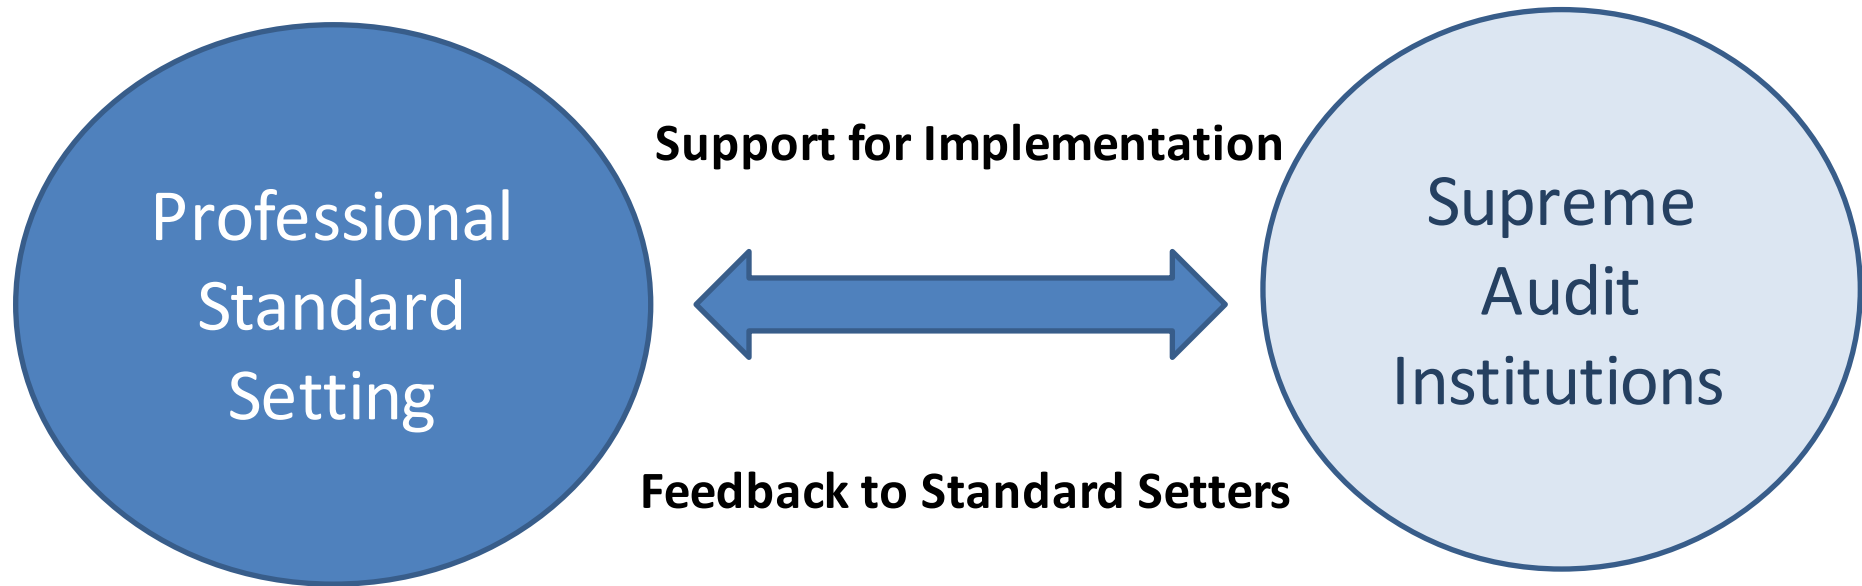 Professional
Standard
Setting
Support for Implementation
Feedback to Standard Setters
Supreme
Audit
Institutions